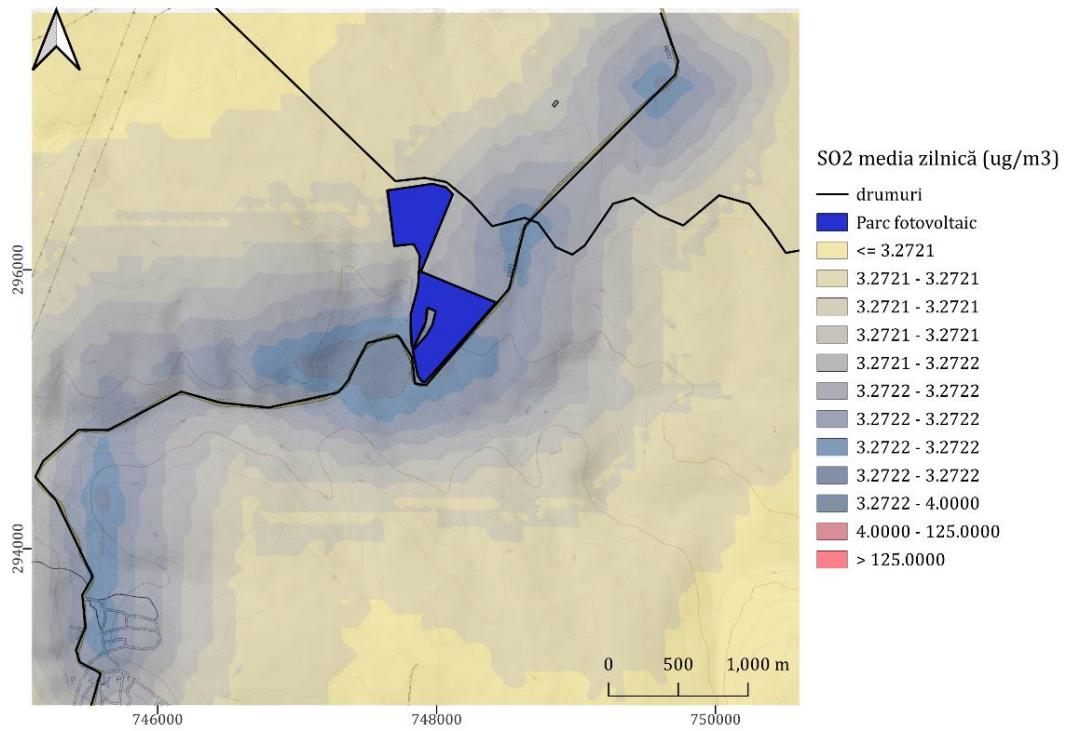 SO2 media zilnică (ug/m3)
drumuri
Parc fotovoltaic
<= 3.2721
3.2721 - 3.2721
3.2721 - 3.2721
3.2721 - 3.2721
3.2721 - 3.2722
3.2722 - 3.2722
3.2722 - 3.2722
3.2722 - 3.2722
3.2722 - 3.2722
3.2722 - 4.0000
4.0000 - 125.0000
> 125.0000
296000
294000
0 500 1,000 m
746000 748000 750000